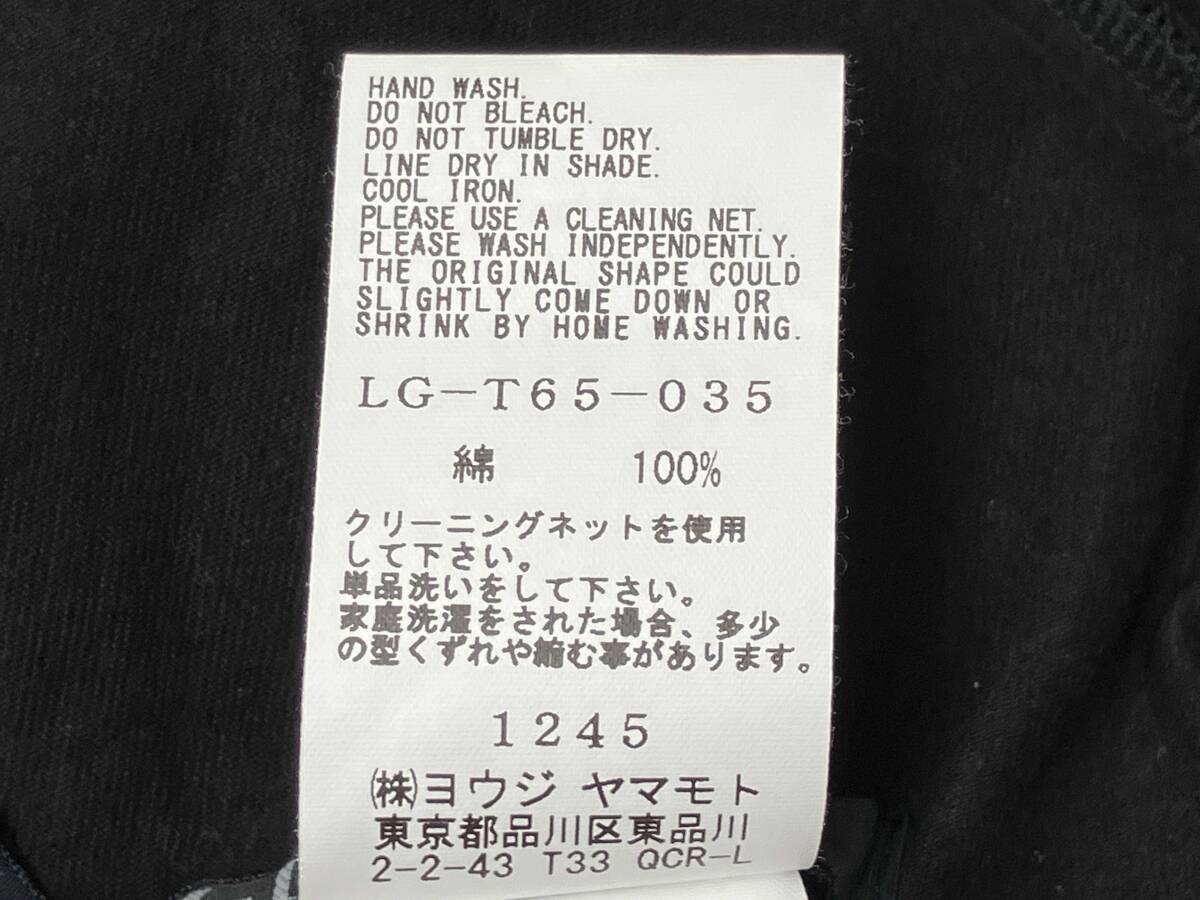 HAND WASH.
DO NOT BLEACH.
DO NOT TUMBLE DRY.
LINE DRY IN SHADE.
COOL IRON.
PLEASE USE A CLEANING NET.
PLEASE WASH INDEPENDENTLY.
THE ORIGINAL SHAPE COULD
SLIGHTLY COME DOWN OR
SHRINK BY HOME WASHING.
LG-T65-035
綿 100%
クリーニングネットを使用
して下さい。
単品洗いをして下さい。
家庭洗濯をされた場合、多少
の型くずれや縮む事があります。
1245
㈱ヨウジ ヤマモト
東京都品川区東品川
2-2-43 T33 QCR-L